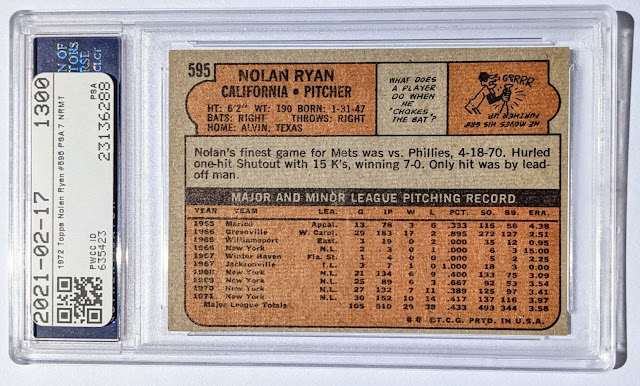 2021-02-17 1300
1972 Topps Nolan Ryan #595 PSA 7 NRMT
PWCC ID
635423
23136288
PSA
595
NOLAN RYAN
CALIFORNIA • PITCHER
HT: 6'2" WT: 190 BORN: 1-31-47
BATS: RIGHT THROWS: RIGHT
HOME: ALVIN, TEXAS
WHAT DOES
A PLAYER
DO WHEN
HE
"CHOKES"
THE BAT?
GRRRR
HE MOVES HIS GRIP
FURTHER UP
Nolan's finest game for Mets was vs. Phillies, 4-18-70. Hurled
one-hit Shutout with 15 K's, winning 7-0. Only hit was by lead-
off man.
MAJOR AND MINOR LEAGUE PITCHING RECORD
YEAR TEAM LEA. G IP W L PCT. SO. BB. ERA.
1965 Marion Appal. 13 78 3 6 .333 115 56 4.38
1966 Greenville W. Carol. 29 183 17 2 .895 272 127 2.51
1966 Williamsport East. 3 19 0 2 .000 35 12 0.95
1966 New York N.L. 2 3 0 1 .000 3 15.00
1967 Winter Haven Fla. St. 1 4 0 0 .000 5 2 2.25
1967 Jacksonville I.L. 3 7 1 0 1.000 18 3 0.00
1968 New York N.L. 21 134 6 9 .400 133 75 3.09
1969 New York N.L. 25 89 6 3 .667 92 53 3.54
1970 New York N.L. 27 132 7 11 .389 125 97 3.41
1971 New York N.L. 30 152 10 14 .417 137 116 3.97
Major League Totals 105 510 29 38 .433 493 344 3.58
©T.C.G. PRTD. IN U.S.A.